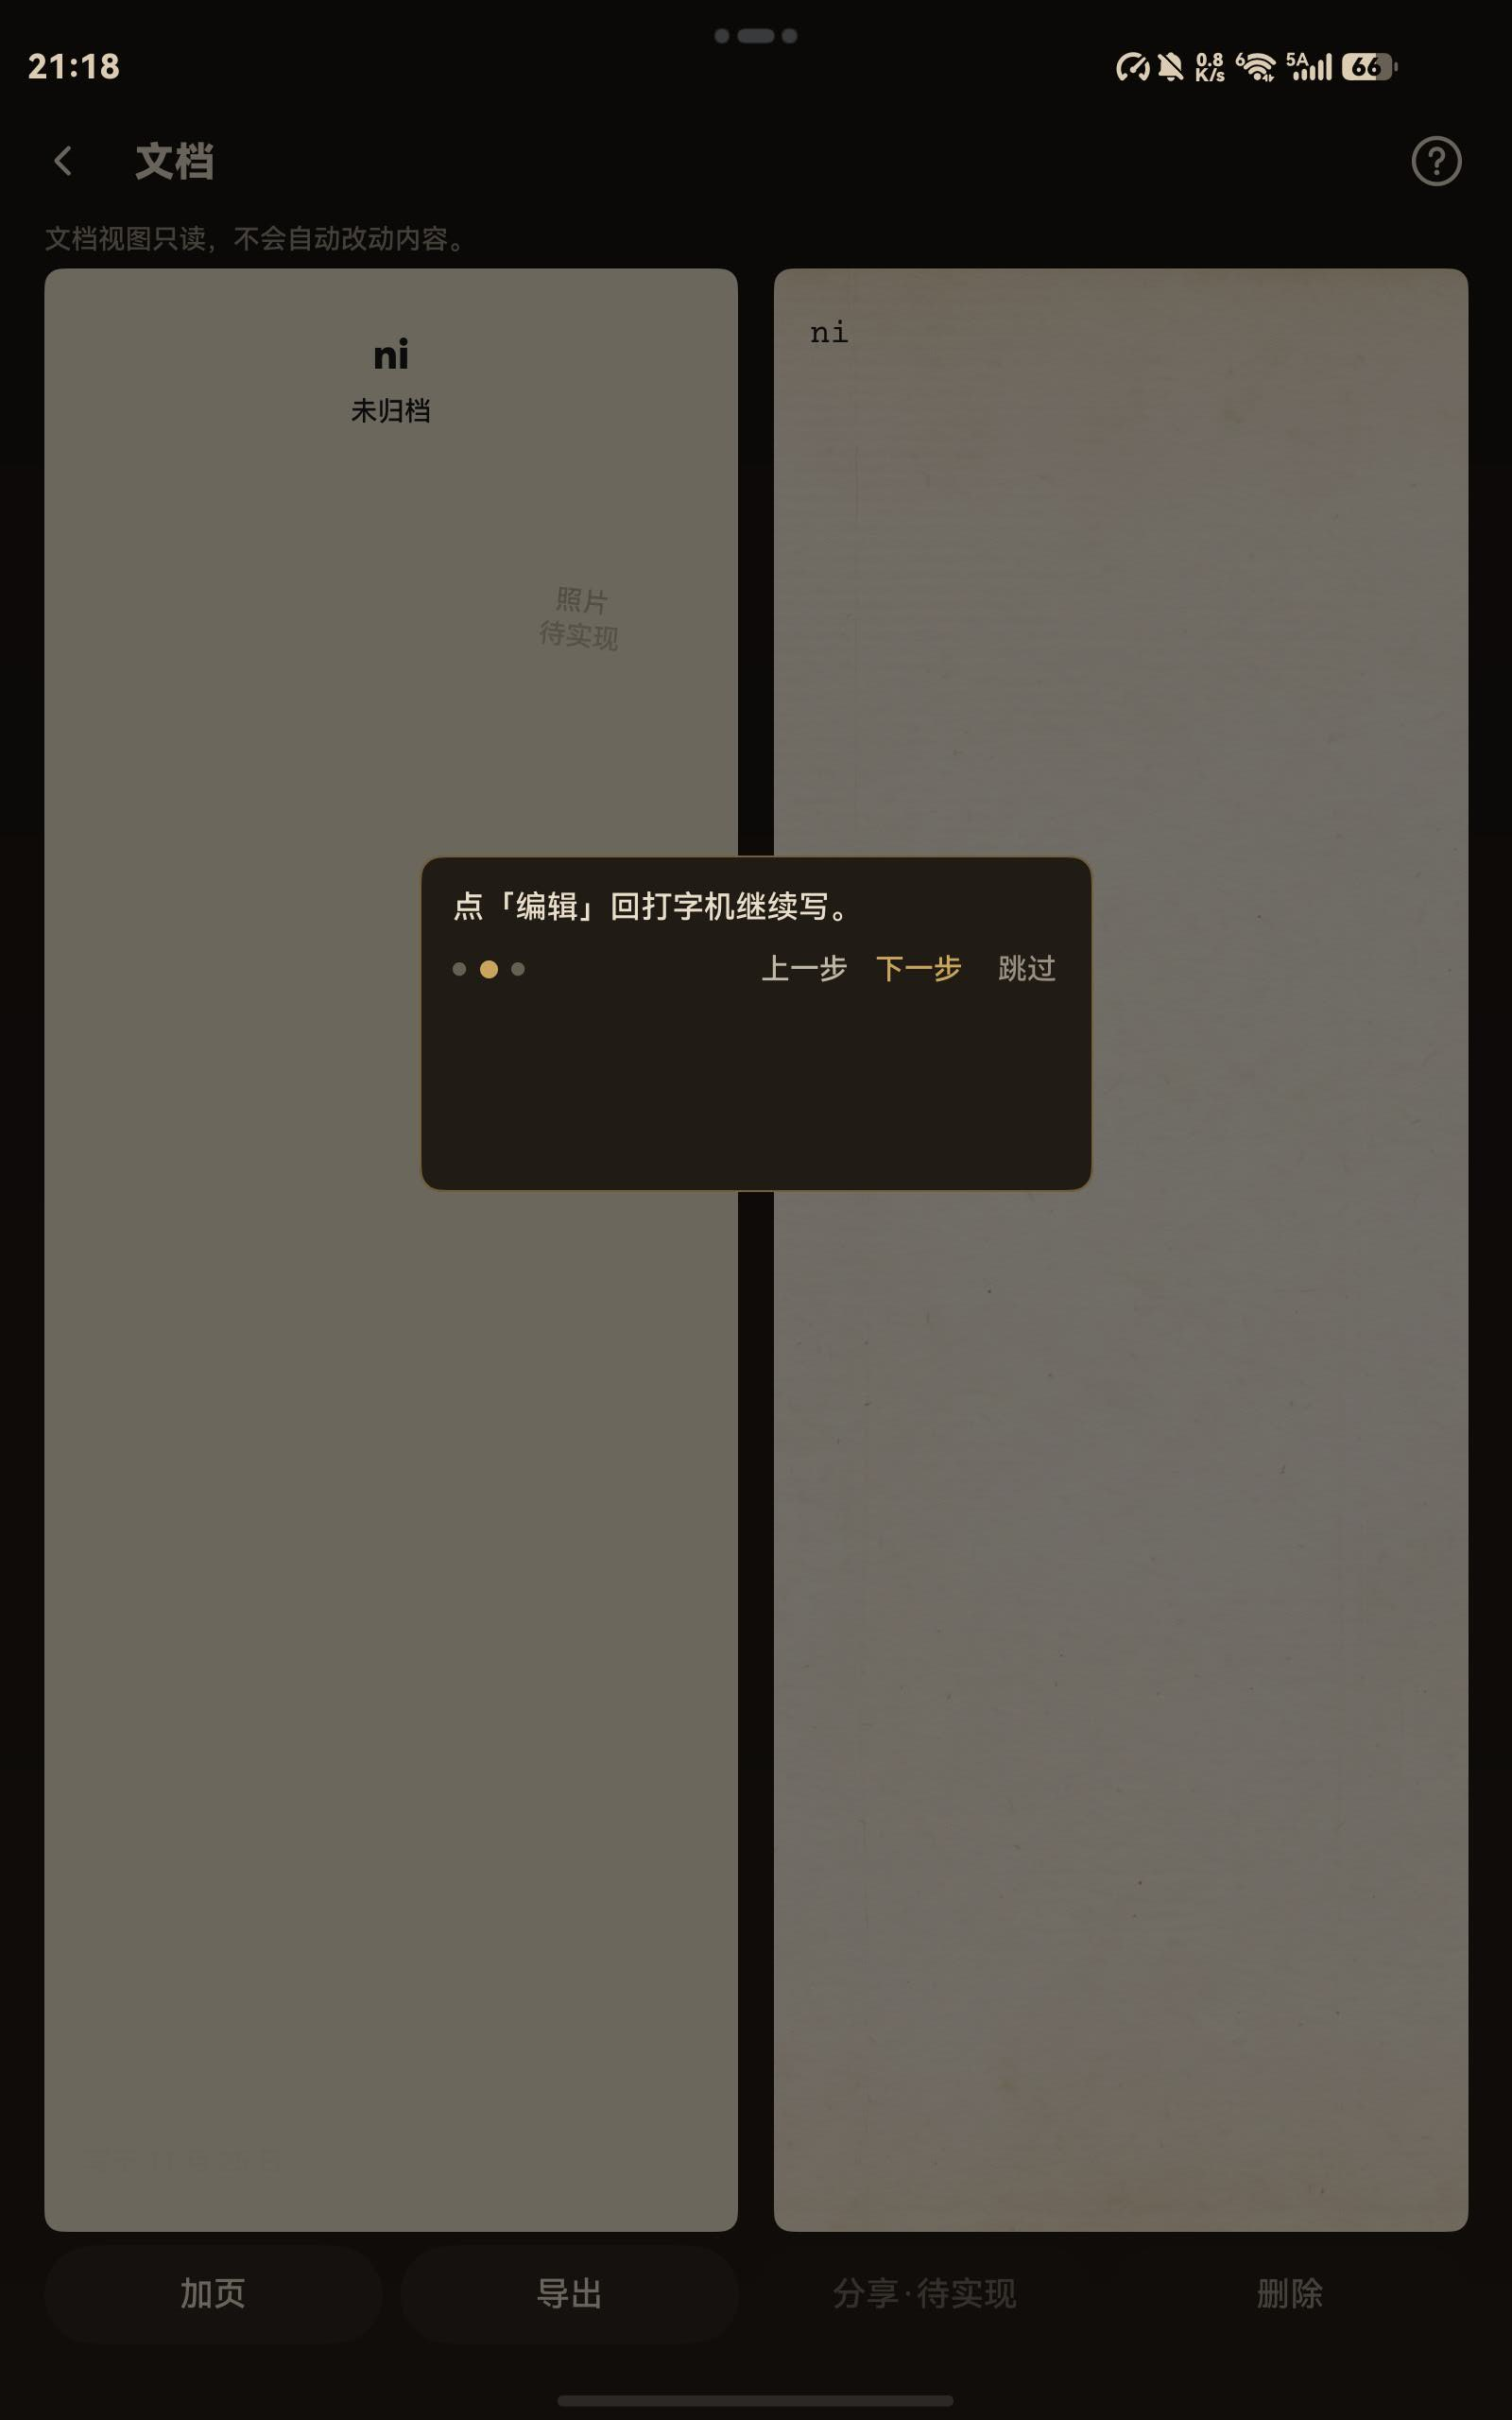 21:18
0.8
K/s
6
5A
66
文档
文档视图只读，不会自动改动内容。
ni
未归档
照片
待实现
ni
点「编辑」回打字机继续写。
上一步 下一步 跳过
加页 导出 分享·待实现 删除